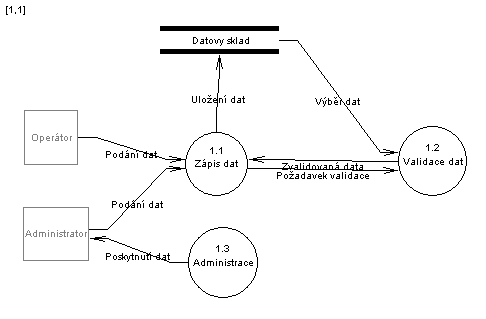 [1.1]
Datovy sklad
Uložení dat
Výběr dat
Operátor
Podání dat
1.1
Zápis dat
1.2
Validace dat
Zvalidovaná data
Požadavek validace
Podání dat
Administrator
Poskytnutí dat
1.3
Administrace